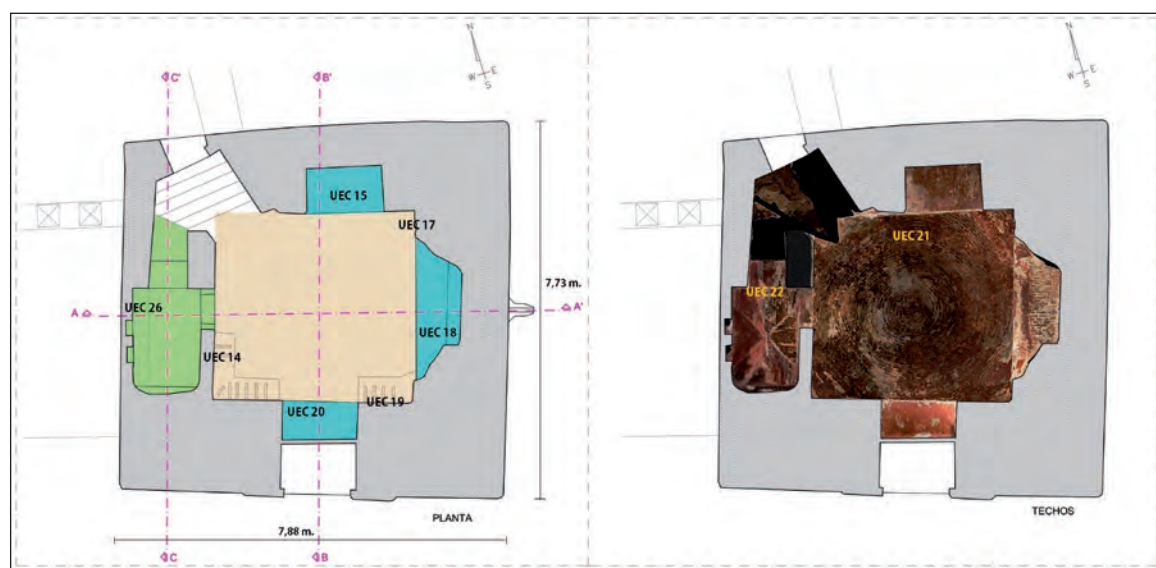 N
W E
S
C' B'
UEC 15
UEC 17
7,73 m.
UEC 26
A A'
UEC 18
UEC 14
UEC 20 UEC 19
PLANTA
7,88 m.
C B
N
W E
S
UEC 21
UEC 22
TECHOS